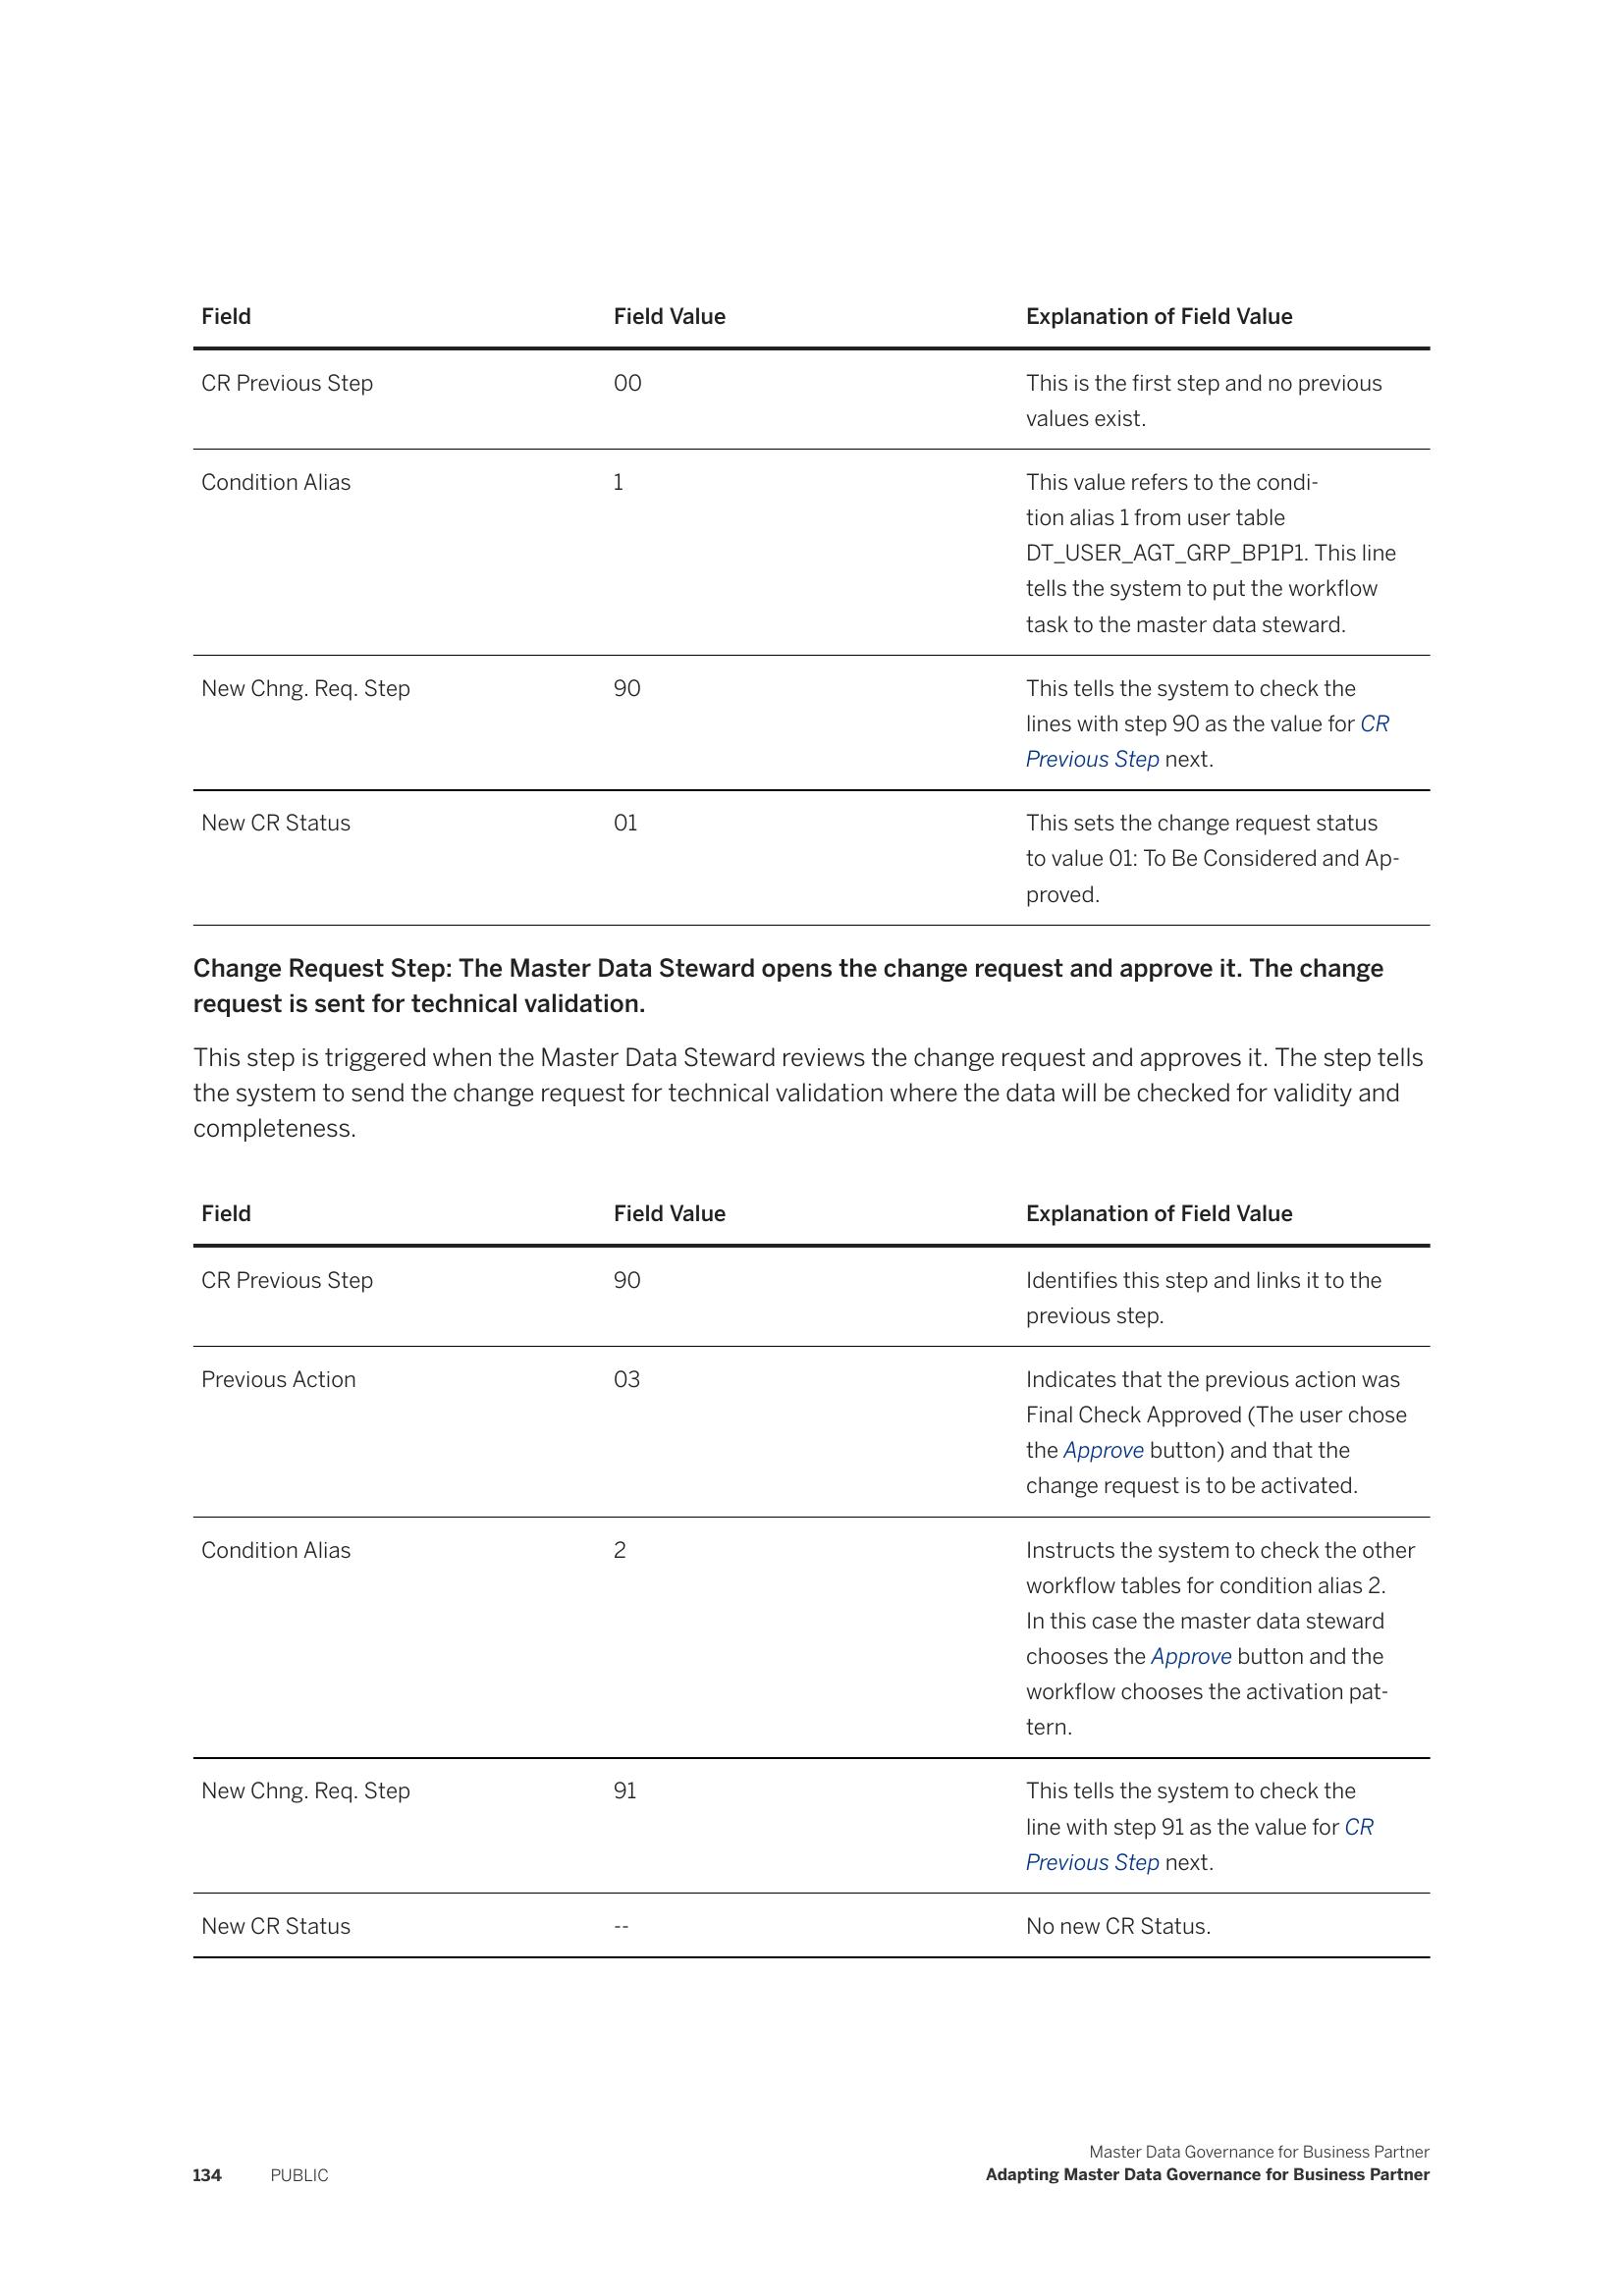 Field Field Value Explanation of Field Value
CR Previous Step 00 This is the first step and no previous
values exist.
Condition Alias 1 This value refers to the condi-
tion alias 1 from user table
DT_USER_AGT_GRP_BP1P1. This line
tells the system to put the workflow
task to the master data steward.
New Chng. Req. Step 90 This tells the system to check the
lines with step 90 as the value for CR
Previous Step next.
New CR Status 01 This sets the change request status
to value 01: To Be Considered and Ap-
proved.
Change Request Step: The Master Data Steward opens the change request and approve it. The change
request is sent for technical validation.
This step is triggered when the Master Data Steward reviews the change request and approves it. The step tells
the system to send the change request for technical validation where the data will be checked for validity and
completeness.
Field Field Value Explanation of Field Value
CR Previous Step 90 Identifies this step and links it to the
previous step.
Previous Action 03 Indicates that the previous action was
Final Check Approved (The user chose
the Approve button) and that the
change request is to be activated.
Condition Alias 2 Instructs the system to check the other
workflow tables for condition alias 2.
In this case the master data steward
chooses the Approve button and the
workflow chooses the activation pat-
tern.
New Chng. Req. Step 91 This tells the system to check the
line with step 91 as the value for CR
Previous Step next.
New CR Status -- No new CR Status.
Master Data Governance for Business Partner
134 PUBLIC Adapting Master Data Governance for Business Partner